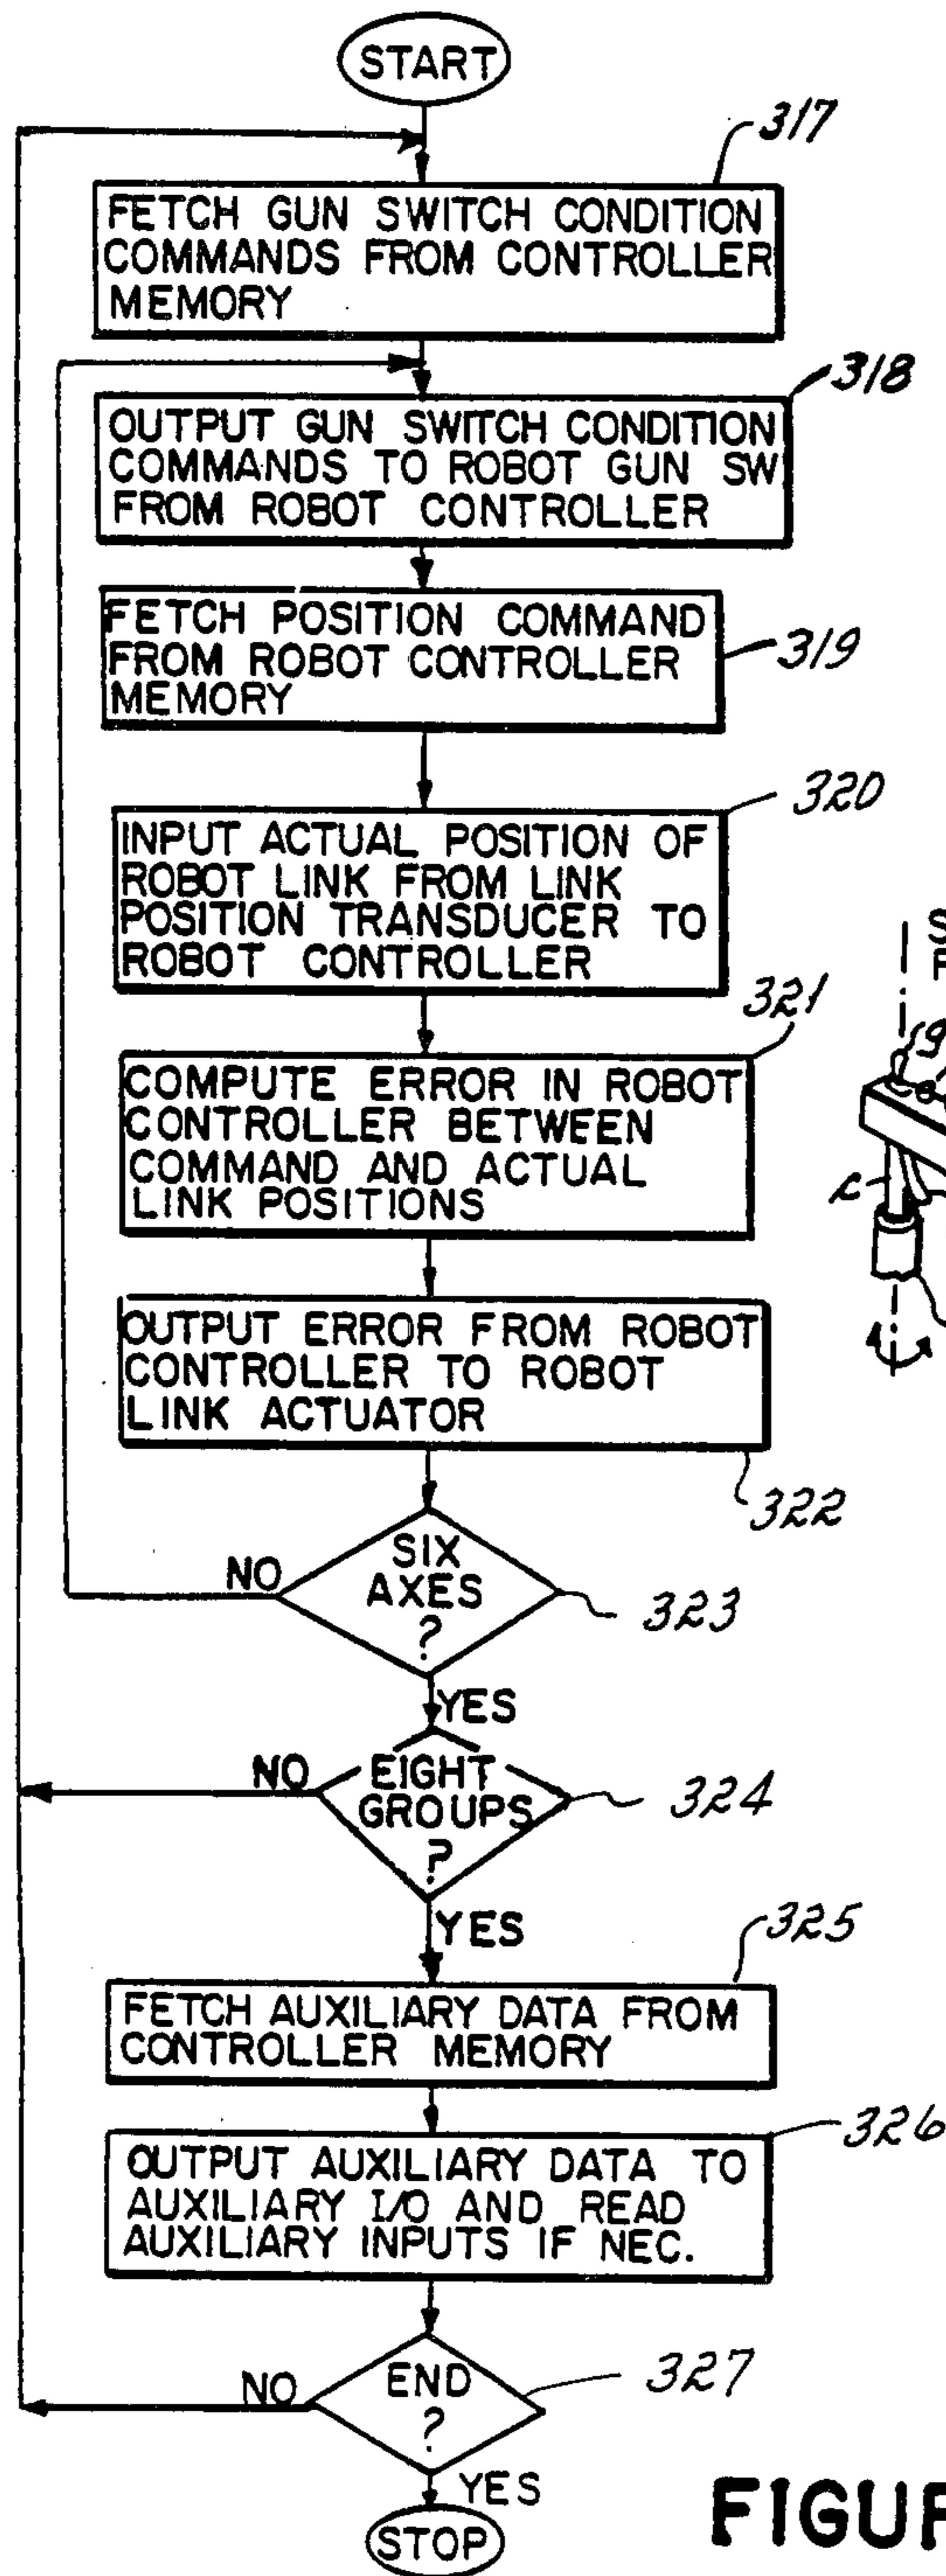 START
317
FETCH GUN SWITCH CONDITION
COMMANDS FROM CONTROLLER
MEMORY
318
OUTPUT GUN SWITCH CONDITION
COMMANDS TO ROBOT GUN SW
FROM ROBOT CONTROLLER
FETCH POSITION COMMAND
FROM ROBOT CONTROLLER
MEMORY
319
320
INPUT ACTUAL POSITION OF
ROBOT LINK FROM LINK
POSITION TRANSDUCER TO
ROBOT CONTROLLER
321
COMPUTE ERROR IN ROBOT
CONTROLLER BETWEEN
COMMAND AND ACTUAL
LINK POSITIONS
OUTPUT ERROR FROM ROBOT
CONTROLLER TO ROBOT
LINK ACTUATOR
322
SIX
AXES
?
NO
323
YES
EIGHT
GROUPS
?
NO
324
YES
325
FETCH AUXILIARY DATA FROM
CONTROLLER MEMORY
326
OUTPUT AUXILIARY DATA TO
AUXILIARY I/O AND READ
AUXILIARY INPUTS IF NEC.
END
?
NO
327
YES
STOP